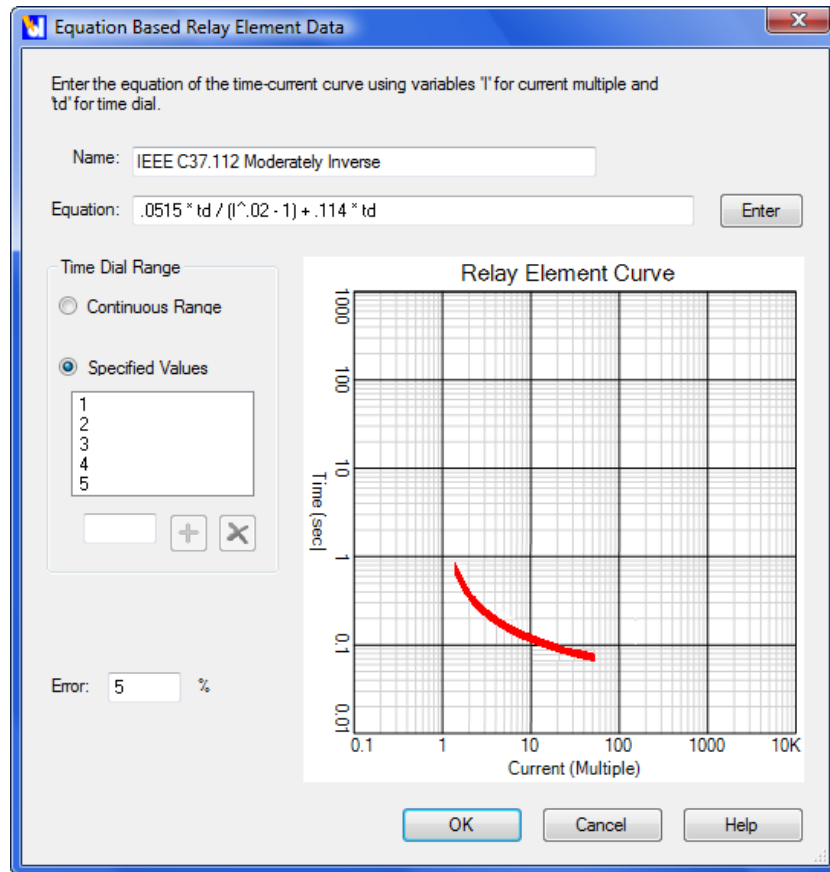 Equation Based Relay Element Data
Enter the equation of the time-current curve using variables 'I' for current multiple and
'td' for time dial.
Name: IEEE C37.112 Moderately Inverse
Equation: .0515 * td / (I^.02 - 1) + .114 * td
Enter
Time Dial Range
Continuous Range
Specified Values
1
2
3
4
5
Error: 5 %
Relay Element Curve
1000
100
10
1
0.1
0.01
Time (sec)
0.1 1 10 100 1000 10K
Current (Multiple)
OK Cancel Help